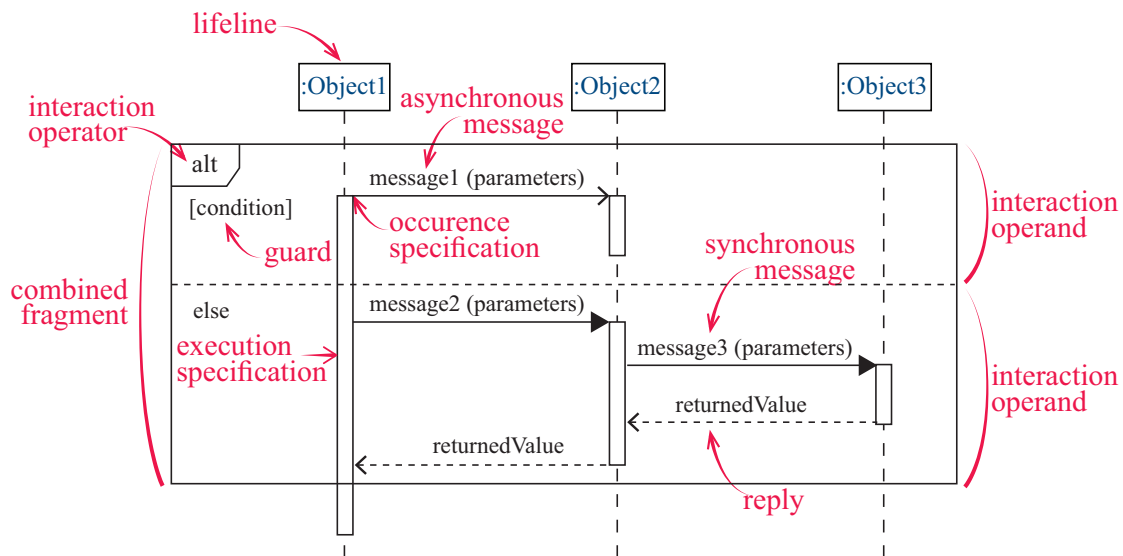 lifeline
:Object1
:Object2
:Object3
interaction
operator
asynchronous
message
alt
message1 (parameters)
[condition]
occurence
specification
guard
interaction
operand
synchronous
message
combined
fragment
else
message2 (parameters)
execution
specification
message3 (parameters)
interaction
operand
returnedValue
returnedValue
reply